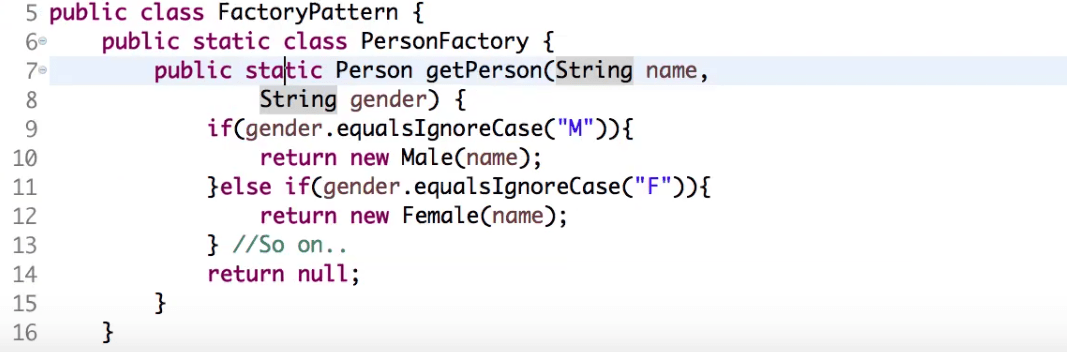 5 public class FactoryPattern {
6 public static class PersonFactory {
7 public static Person getPerson(String name,
8 String gender) {
9 if(gender.equalsIgnoreCase("M")){
10 return new Male(name);
11 }else if(gender.equalsIgnoreCase("F")){
12 return new Female(name);
13 } //So on..
14 return null;
15 }
16 }